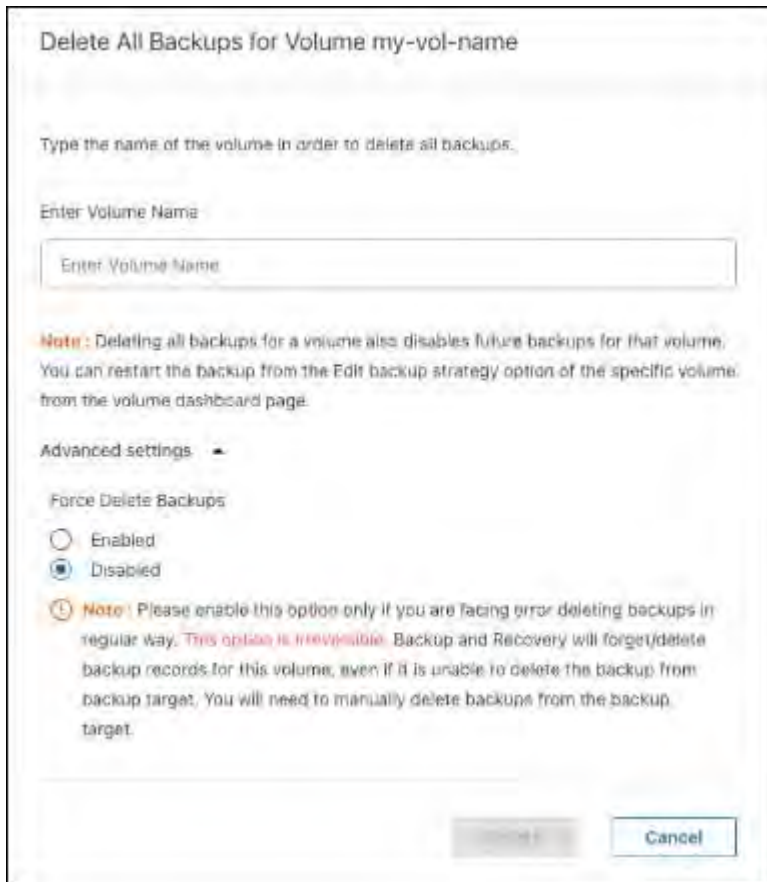 Delete All Backups for Volume my-vol-name
Type the name of the volume in order to delete all backups.
Enter Volume Name
Enter Volume Name
Note : Deleting all backups for a volume also disables future backups for that volume.
You can restart the backup from the Edit backup strategy option of the specific volume
from the volume dashboard page.
Advanced settings
Force Delete Backups
Enabled
Disabled
Note : Please enable this option only if you are facing error deleting backups in
regular way. This option is irreversible. Backup and Recovery will forget/delete
backup records for this volume, even if it is unable to delete the backup from
backup target. You will need to manually delete backups from the backup
target.
Cancel